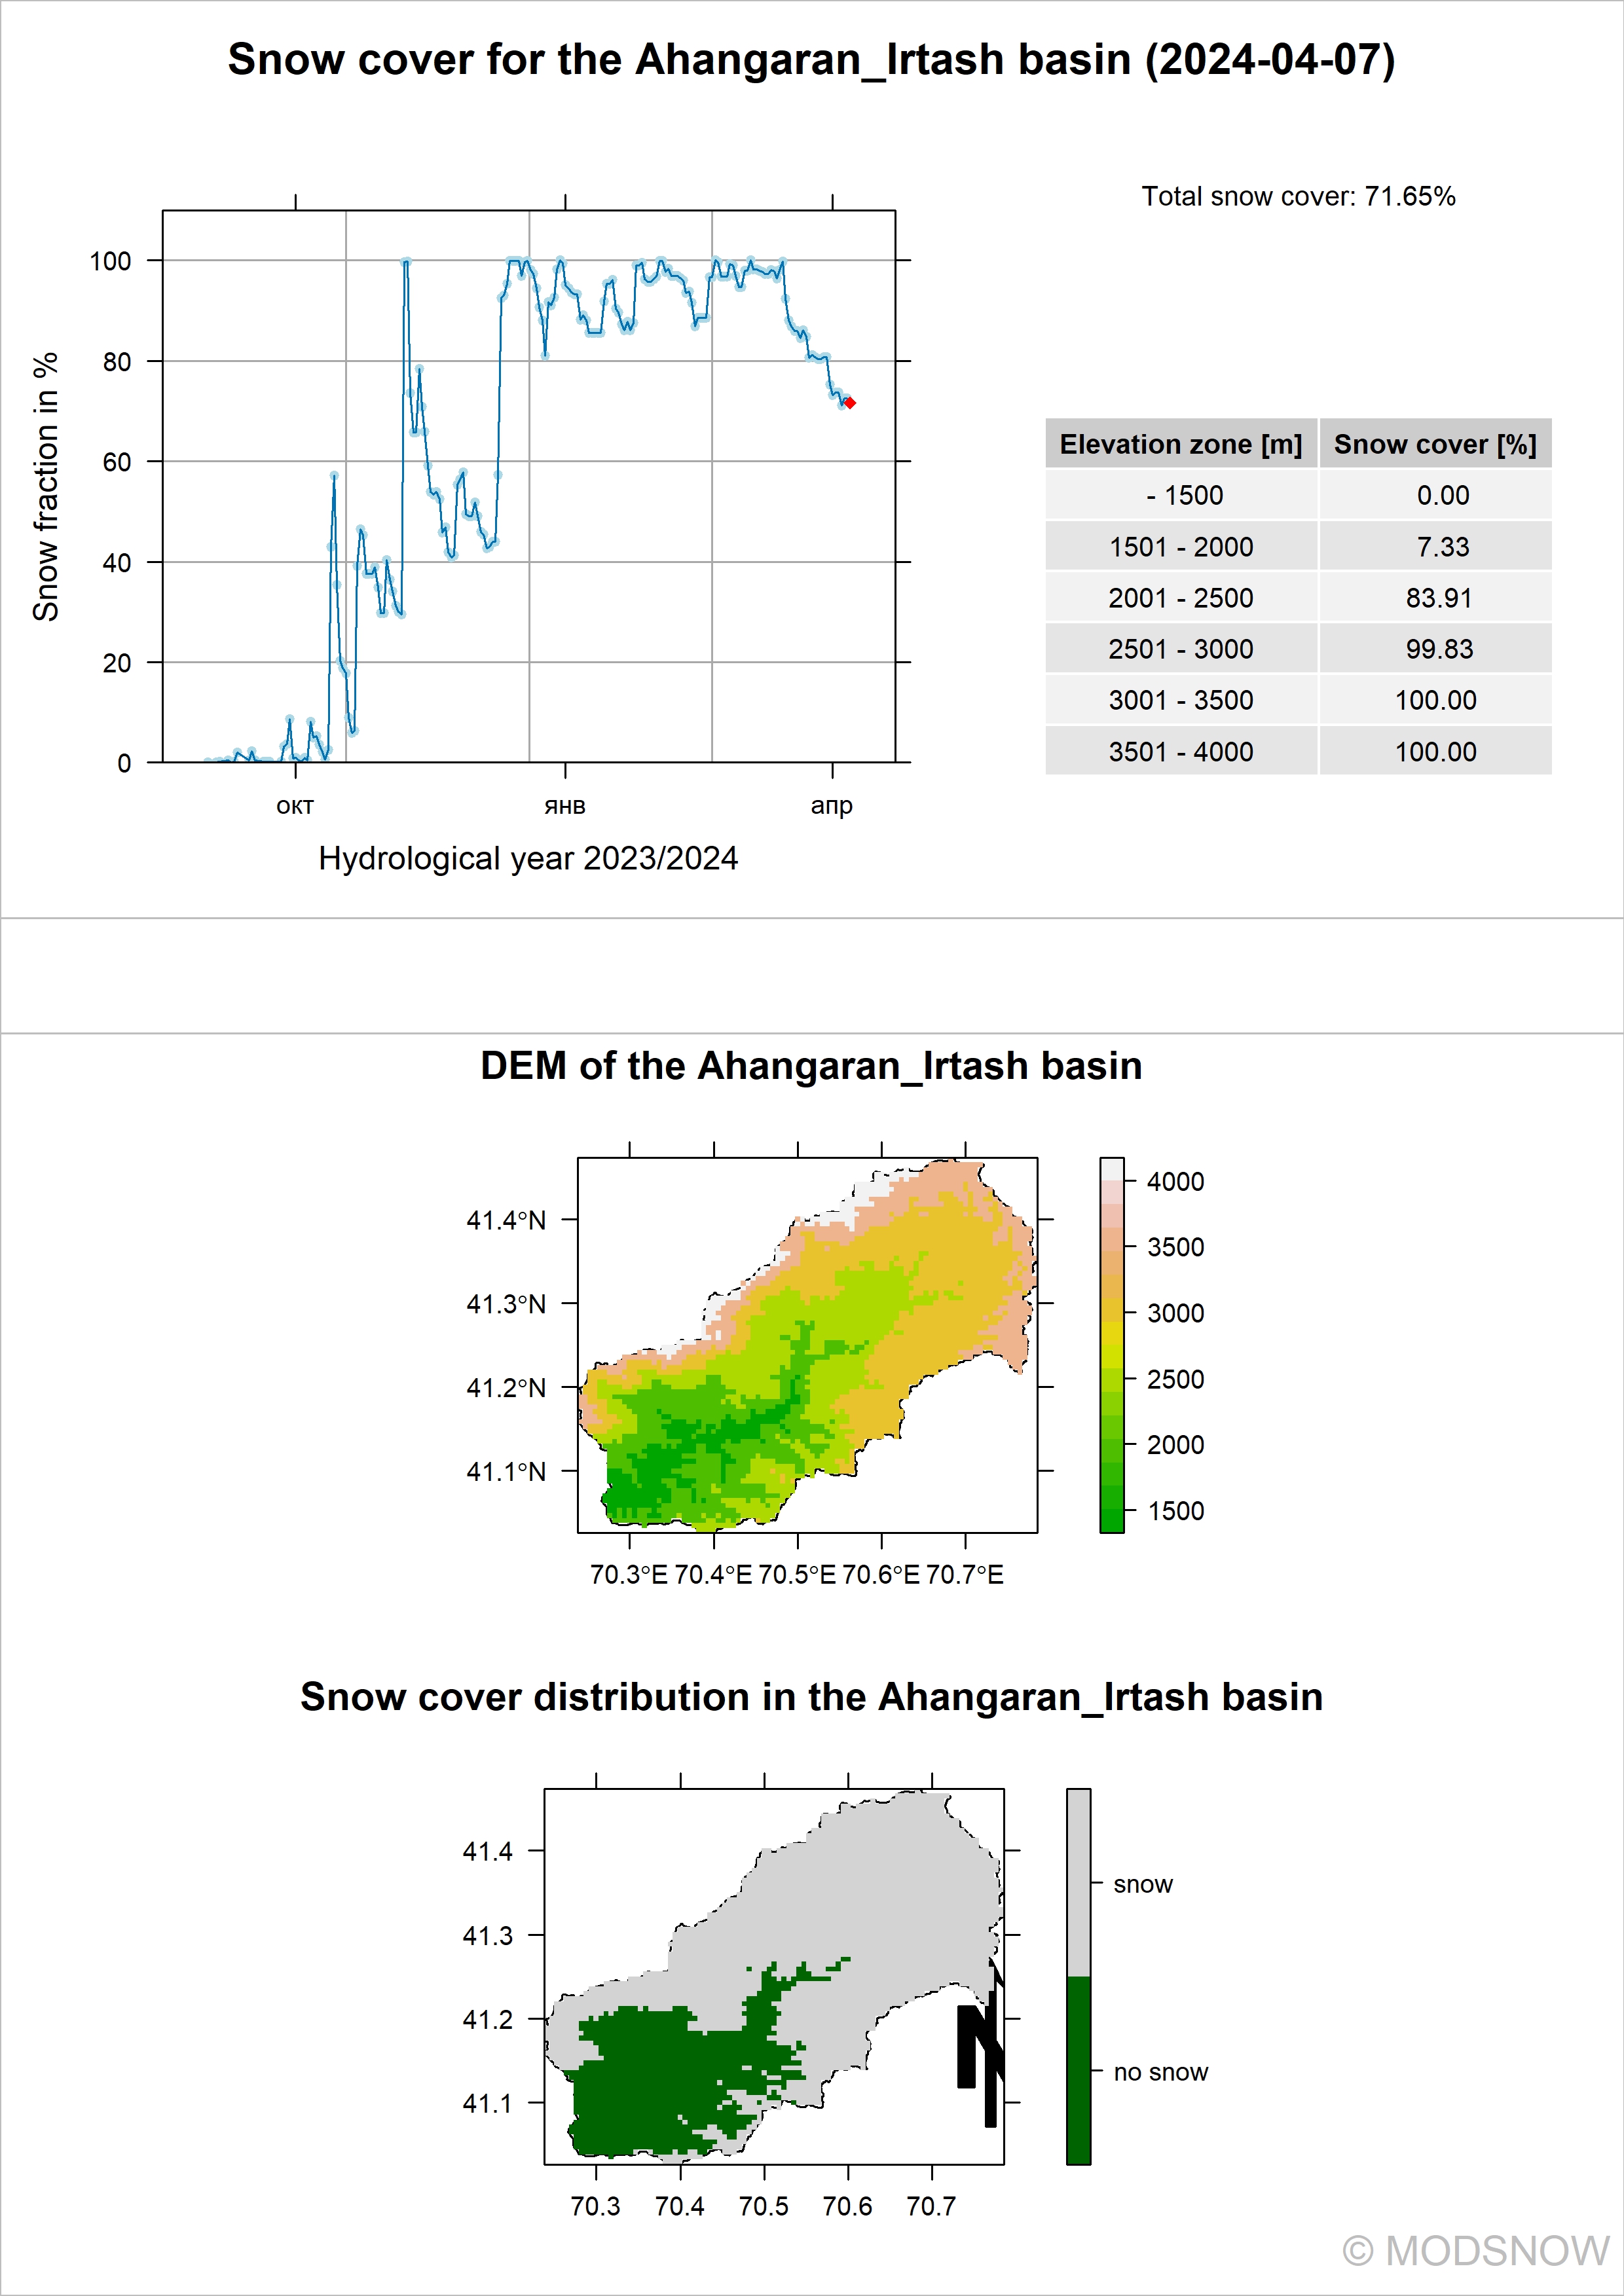 Snow cover for the Ahangaran_Irtash basin (2024-04-07)
Total snow cover: 71.65%
Snow fraction in %
100
80
60
40
20
0
окт янв апр
Hydrological year 2023/2024
Elevation zone [m] Snow cover [%]
- 1500 0.00
1501 - 2000 7.33
2001 - 2500 83.91
2501 - 3000 99.83
3001 - 3500 100.00
3501 - 4000 100.00
DEM of the Ahangaran_Irtash basin
41.4°N
41.3°N
41.2°N
41.1°N
70.3°E 70.4°E 70.5°E 70.6°E 70.7°E
4000
3500
3000
2500
2000
1500
Snow cover distribution in the Ahangaran_Irtash basin
41.4
41.3
41.2
41.1
70.3 70.4 70.5 70.6 70.7
N
snow
no snow
© MODSNOW